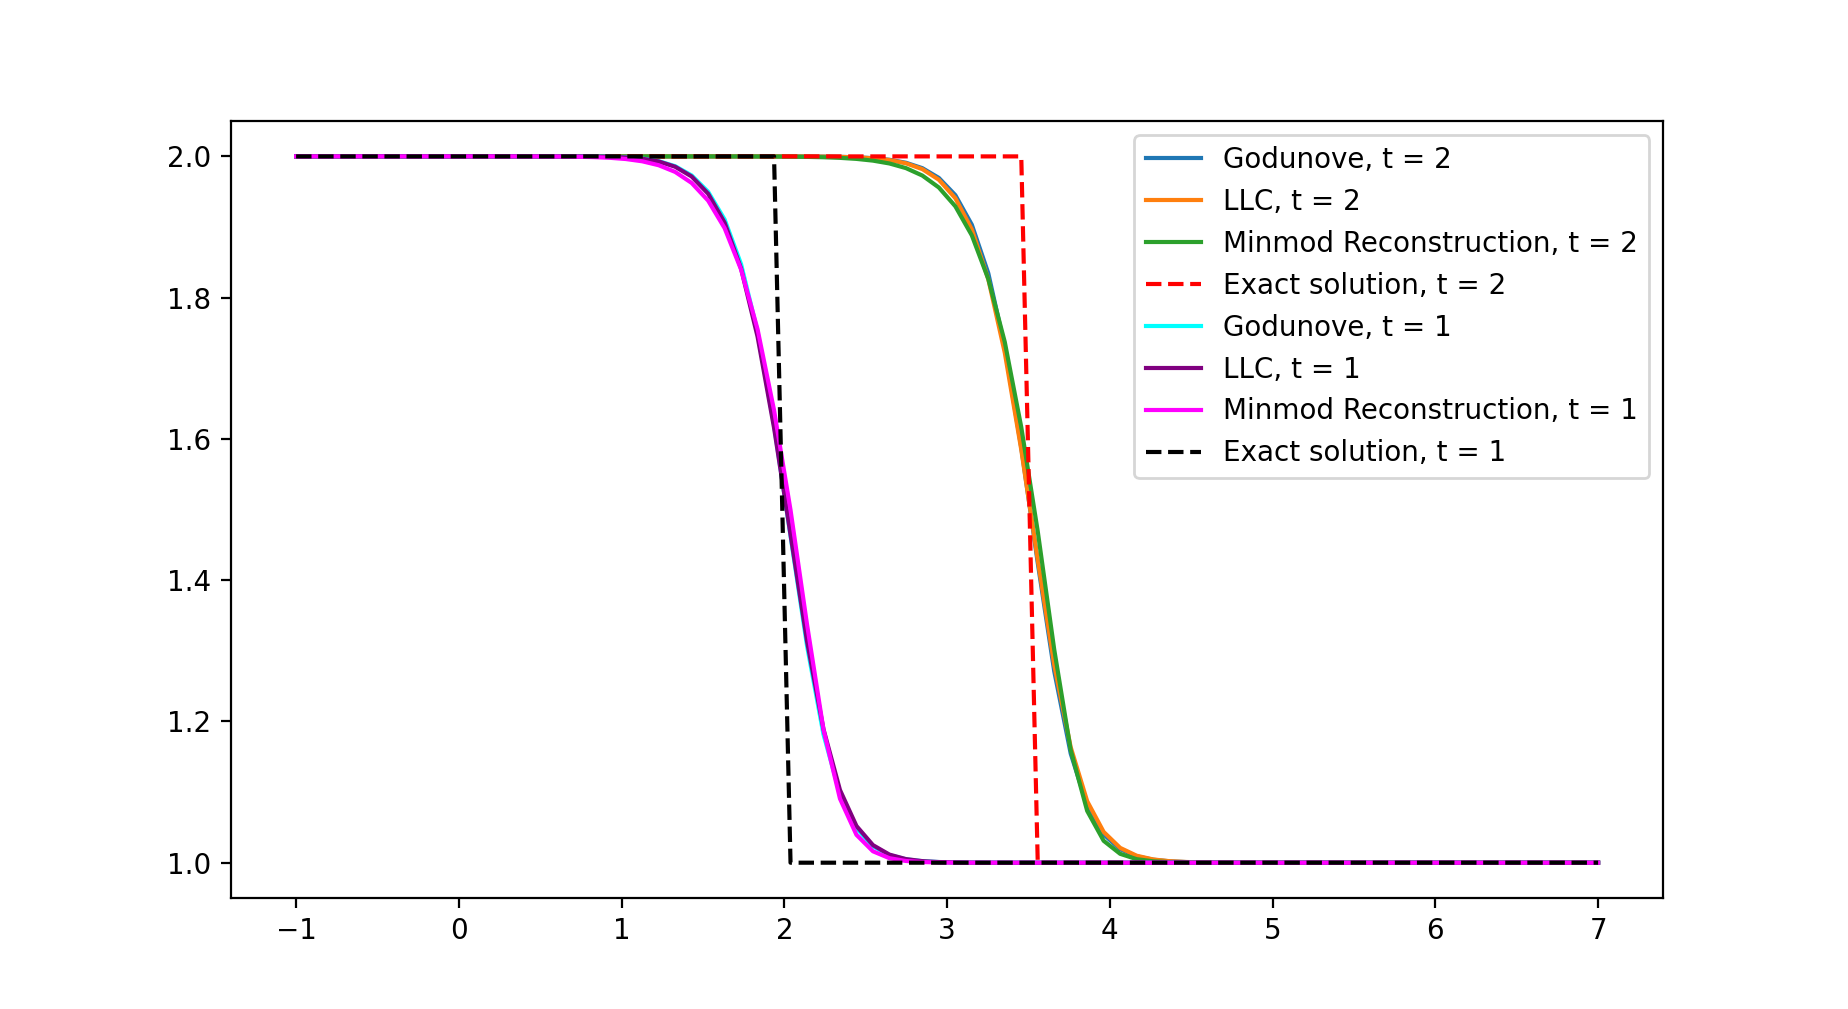 2.0
1.8
1.6
1.4
1.2
1.0
Godunove, t = 2
LLC, t = 2
Minmod Reconstruction, t = 2
Exact solution, t = 2
Godunove, t = 1
LLC, t = 1
Minmod Reconstruction, t = 1
Exact solution, t = 1
−1 0 1 2 3 4 5 6 7